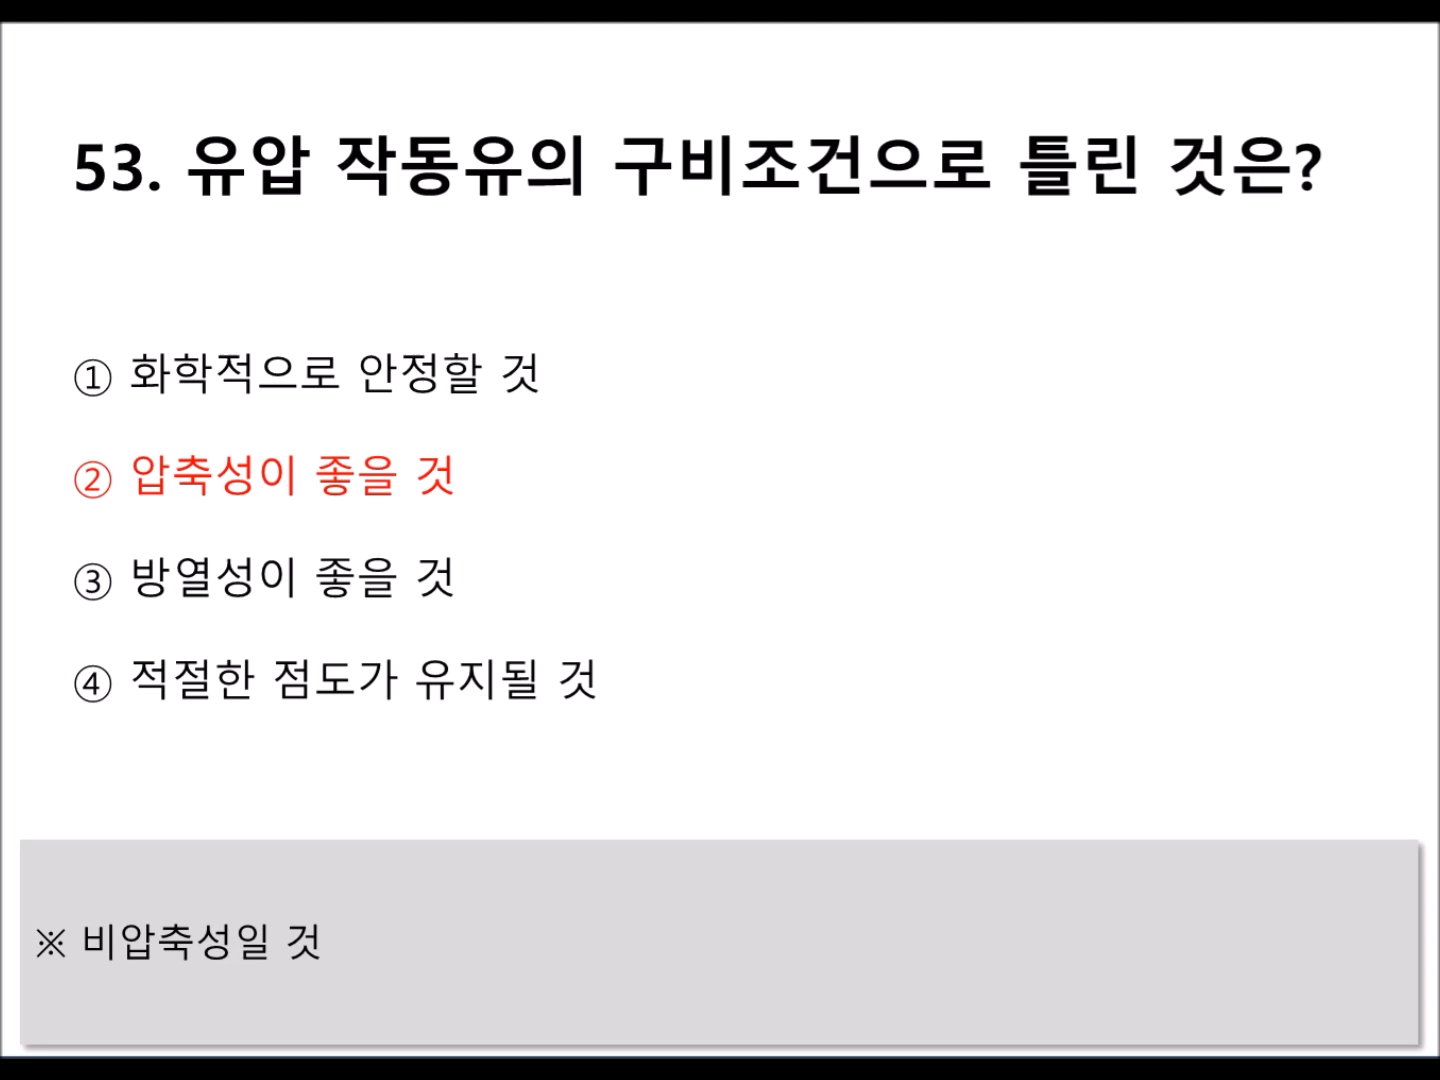 53. 유압 작동유의 구비조건으로 틀린 것은?
① 화학적으로 안정할 것
② 압축성이 좋을 것
③ 방열성이 좋을 것
④ 적절한 점도가 유지될 것
※ 비압축성일 것